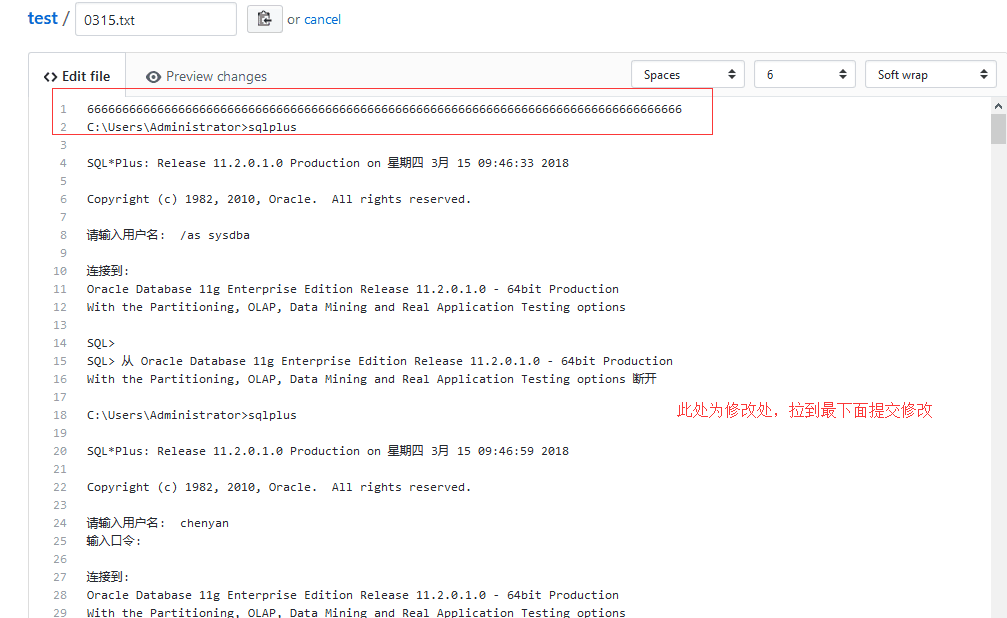 test / 0315.txt or cancel
<> Edit file Preview changes Spaces 6 Soft wrap
1 6666666666666666666666666666666666666666666666666666666666666666666666666666666666666
2 C:\Users\Administrator>sqlplus
3
4 SQL*Plus: Release 11.2.0.1.0 Production on 星期四 3月 15 09:46:33 2018
5
6 Copyright (c) 1982, 2010, Oracle.  All rights reserved.
7
8 请输入用户名:  /as sysdba
9
10 连接到:
11 Oracle Database 11g Enterprise Edition Release 11.2.0.1.0 - 64bit Production
12 With the Partitioning, OLAP, Data Mining and Real Application Testing options
13
14 SQL>
15 SQL> 从 Oracle Database 11g Enterprise Edition Release 11.2.0.1.0 - 64bit Production
16 With the Partitioning, OLAP, Data Mining and Real Application Testing options 断开
17
此处为修改处，拉到最下面提交修改
18 C:\Users\Administrator>sqlplus
19
20 SQL*Plus: Release 11.2.0.1.0 Production on 星期四 3月 15 09:46:59 2018
21
22 Copyright (c) 1982, 2010, Oracle.  All rights reserved.
23
24 请输入用户名:  chenyan
25 输入口令:
26
27 连接到:
28 Oracle Database 11g Enterprise Edition Release 11.2.0.1.0 - 64bit Production
29 With the Partitioning, OLAP, Data Mining and Real Application Testing options